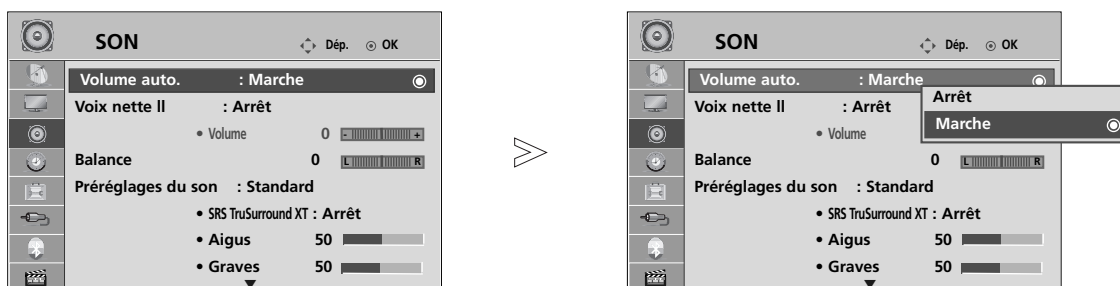 SON Dép. OK
Volume auto. : Marche
Voix nette ll : Arrêt
• Volume 0 - +
Balance 0 L R
Préréglages du son : Standard
• SRS TruSurround XT : Arrêt
• Aigus 50
• Graves 50
SON Dép. OK
Volume auto. : Marche
Arrêt
Marche
Voix nette ll : Arrêt
• Volume
Balance 0 L R
Préréglages du son : Standard
• SRS TruSurround XT : Arrêt
• Aigus 50
• Graves 50